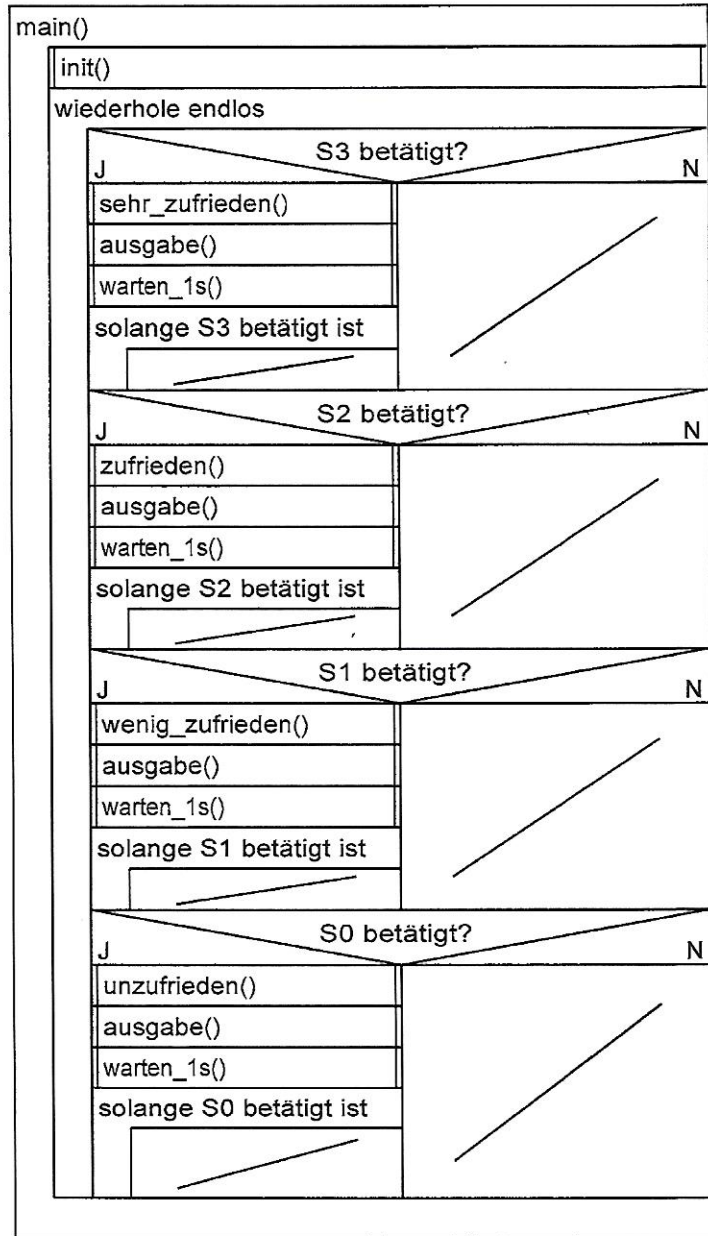 main()
init()
wiederhole endlos
S3 betätigt?
J
N
sehr_zufrieden()
ausgabe()
warten_1s()
solange S3 betätigt ist
S2 betätigt?
J
N
zufrieden()
ausgabe()
warten_1s()
solange S2 betätigt ist
S1 betätigt?
J
N
wenig_zufrieden()
ausgabe()
warten_1s()
solange S1 betätigt ist
S0 betätigt?
J
N
unzufrieden()
ausgabe()
warten_1s()
solange S0 betätigt ist